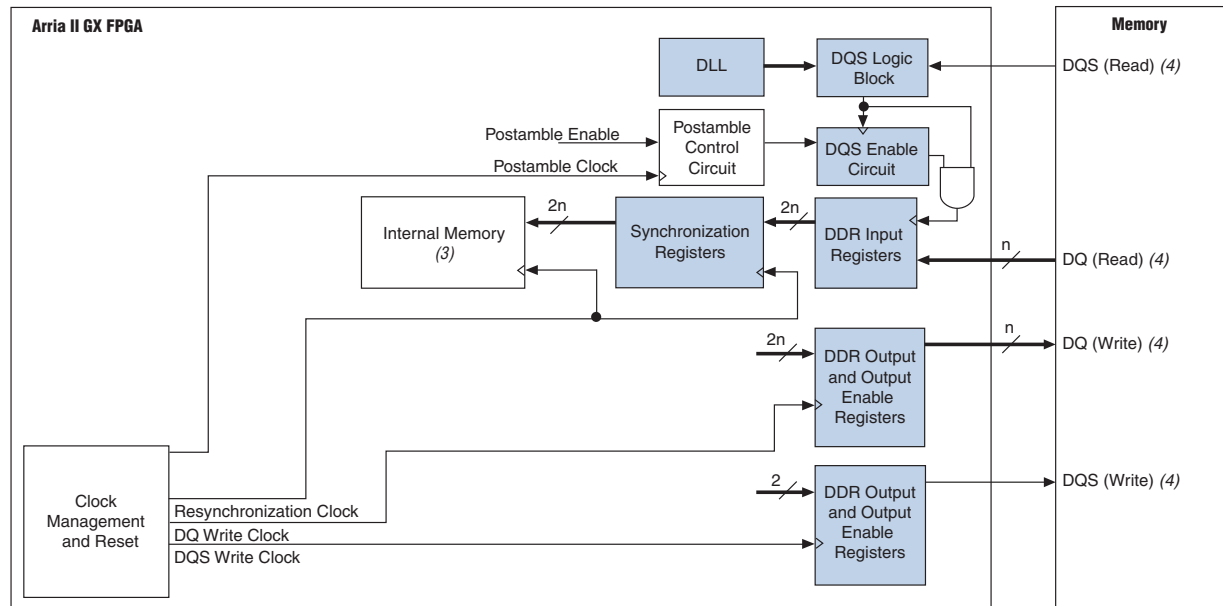 Arria II GX FPGA
Memory
DLL
DQS Logic
Block
DQS (Read) (4)
Postamble Enable
Postamble Clock
Postamble
Control
Circuit
DQS Enable
Circuit
Internal Memory
(3)
2n
Synchronization
Registers
2n
DDR Input
Registers
n
DQ (Read) (4)
2n
DDR Output
and Output
Enable
Registers
n
DQ (Write) (4)
Clock
Management
and Reset
Resynchronization Clock
DQ Write Clock
DQS Write Clock
2
DDR Output
and Output
Enable
Registers
DQS (Write) (4)